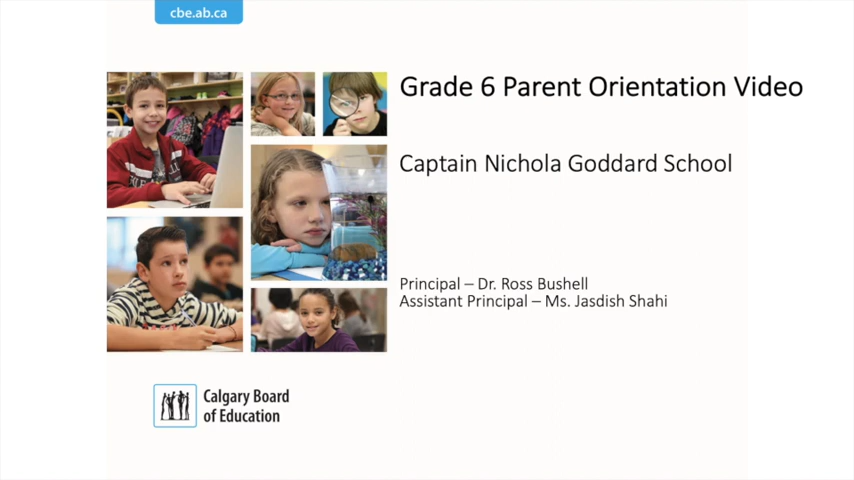 cbe.ab.ca
Grade 6 Parent Orientation Video
Captain Nichola Goddard School
Principal – Dr. Ross Bushell
Assistant Principal – Ms. Jasdish Shahi
Calgary Board
of Education